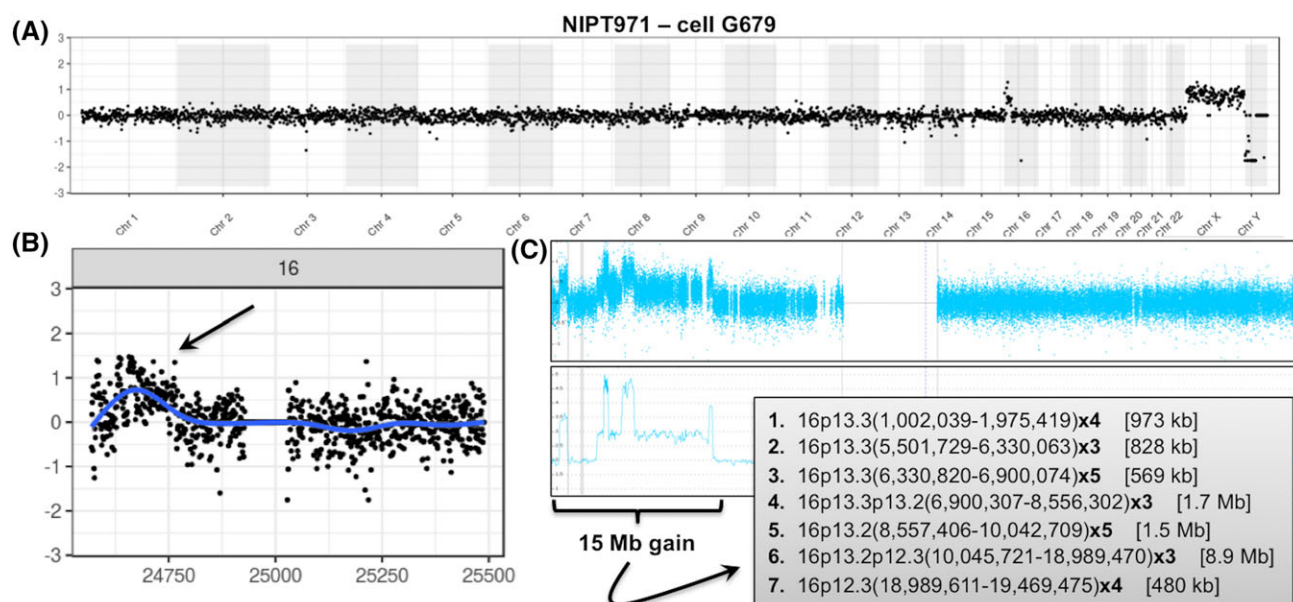 (A)
NIPT971 – cell G679
3
2
1
0
-1
-2
-3
Chr 1
Chr 2
Chr 3
Chr 4
Chr 5
Chr 6
Chr 7
Chr 8
Chr 9
Chr 10
Chr 11
Chr 12
Chr 13
Chr 14
Chr 15
Chr 16
Chr 17
Chr 18
Chr 19
Chr 20
Chr 21
Chr 22
Chr X
Chr Y
(B)
16
3
2
1
0
-1
-2
-3
24750
25000
25250
25500
(C)
15 Mb gain
1. 16p13.3(1,002,039-1,975,419)x4 [973 kb]
2. 16p13.3(5,501,729-6,330,063)x3 [828 kb]
3. 16p13.3(6,330,820-6,900,074)x5 [569 kb]
4. 16p13.3p13.2(6,900,307-8,556,302)x3 [1.7 Mb]
5. 16p13.2(8,557,406-10,042,709)x5 [1.5 Mb]
6. 16p13.2p12.3(10,045,721-18,989,470)x3 [8.9 Mb]
7. 16p12.3(18,989,611-19,469,475)x4 [480 kb]